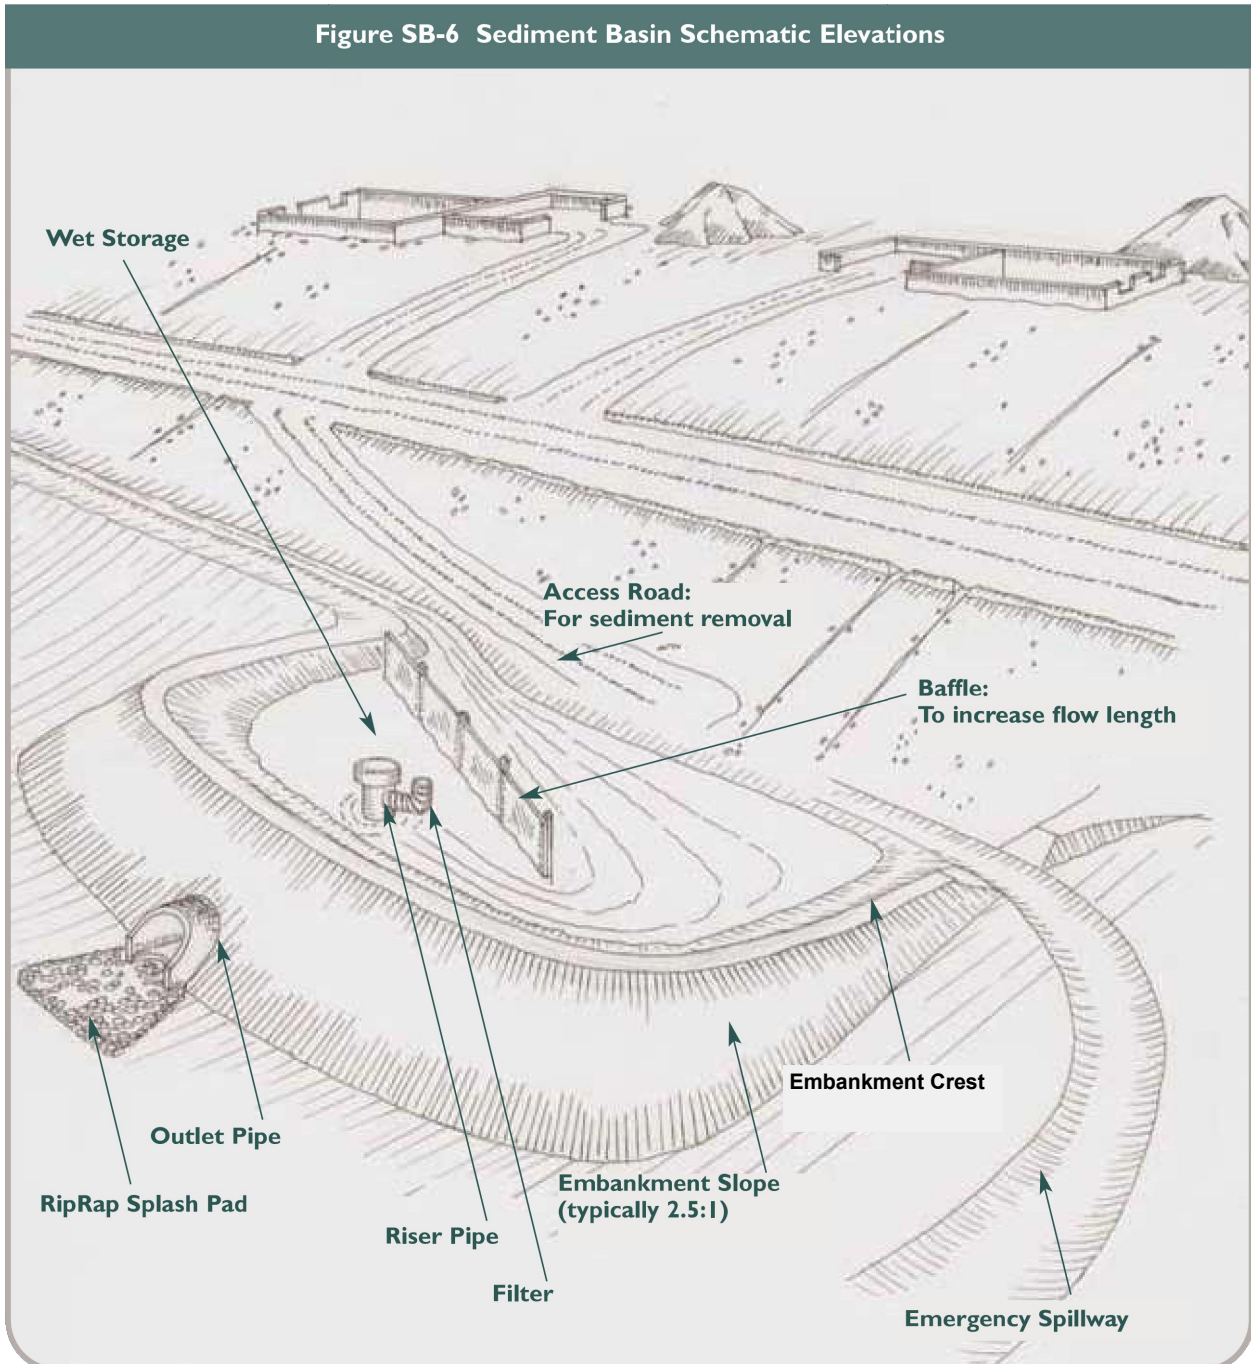 Figure SB-6 Sediment Basin Schematic Elevations
Wet Storage
Access Road:
For sediment removal
Baffle:
To increase flow length
Embankment Crest
Outlet Pipe
Embankment Slope
(typically 2.5:1)
RipRap Splash Pad
Riser Pipe
Filter
Emergency Spillway